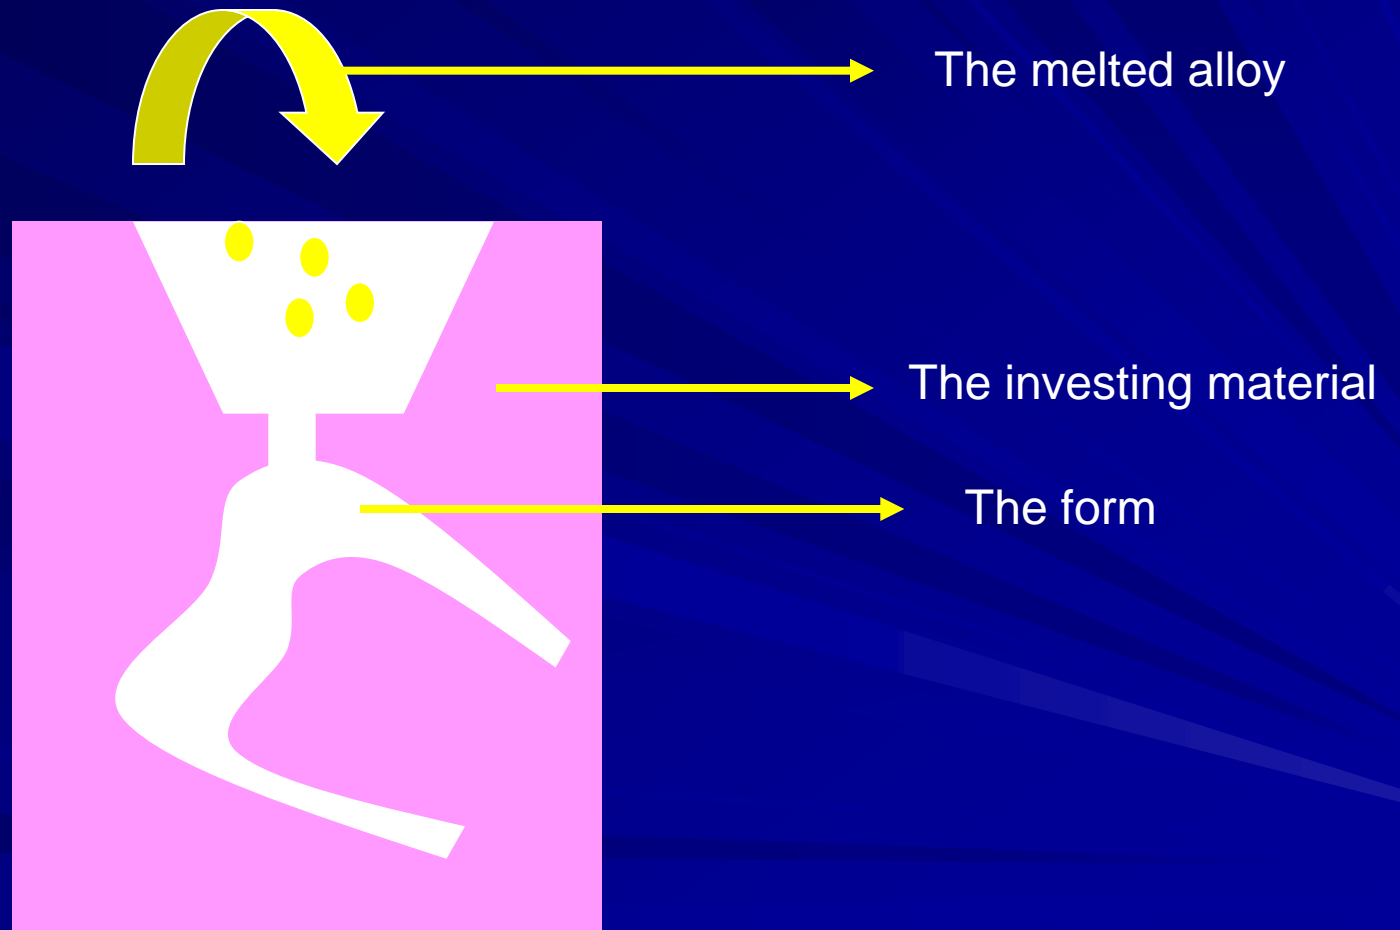 The melted alloy
The investing material
The form